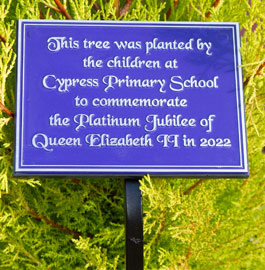 This tree was planted by
the children at
Cypress Primary School
to commemorate
the Platinum Jubilee of
Queen Elizabeth II in 2022